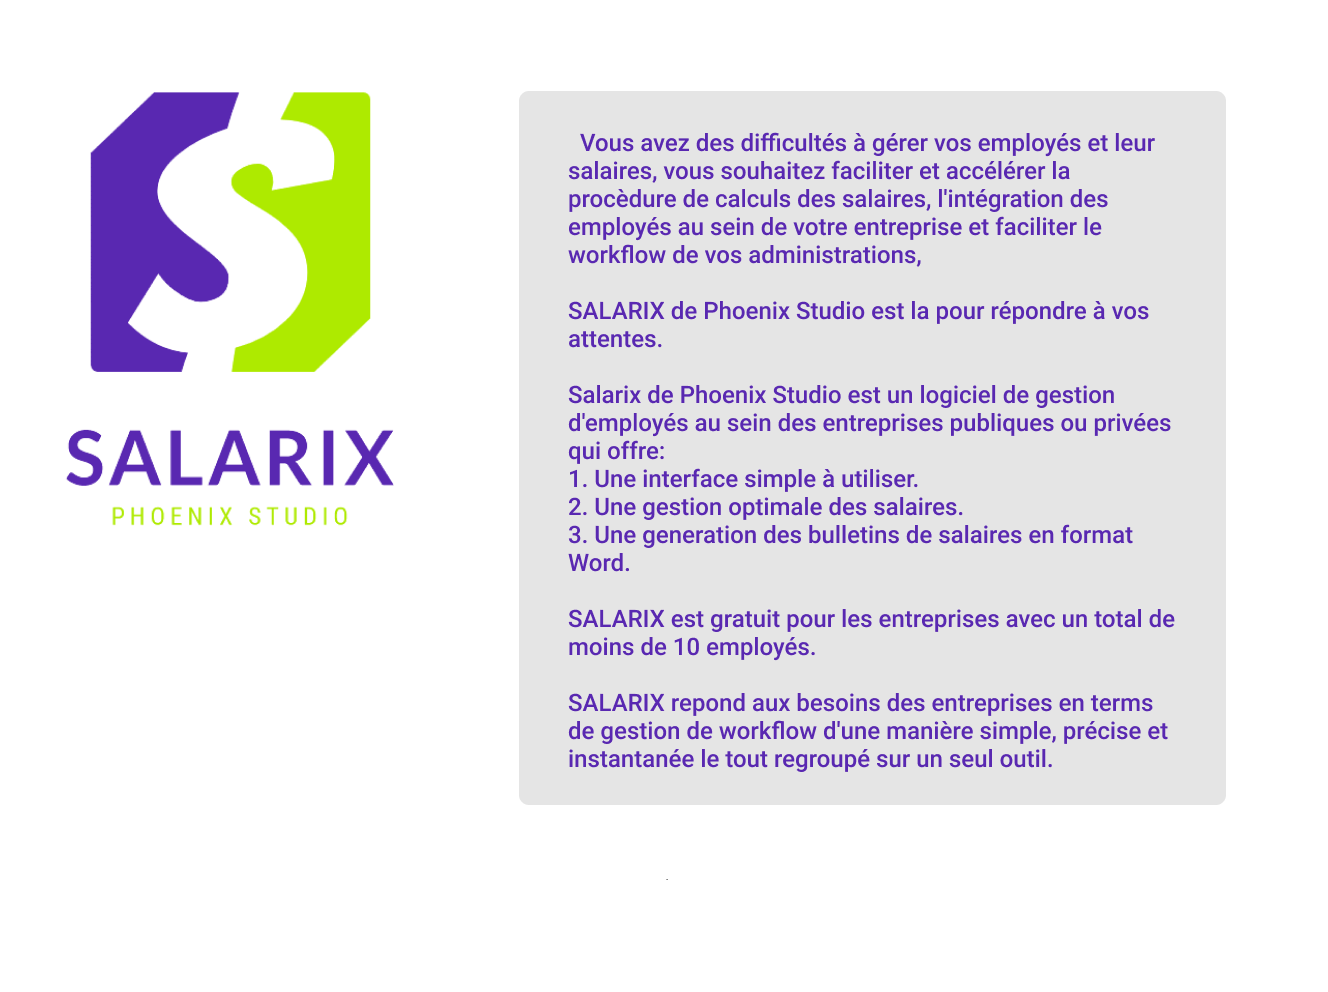 SALARIX
PHOENIX STUDIO
Vous avez des difficultés à gérer vos employés et leur
salaires, vous souhaitez faciliter et accélérer la
procèdure de calculs des salaires, l'intégration des
employés au sein de votre entreprise et faciliter le
workflow de vos administrations,
SALARIX de Phoenix Studio est la pour répondre à vos
attentes.
Salarix de Phoenix Studio est un logiciel de gestion
d'employés au sein des entreprises publiques ou privées
qui offre:
1. Une interface simple à utiliser.
2. Une gestion optimale des salaires.
3. Une generation des bulletins de salaires en format
Word.
SALARIX est gratuit pour les entreprises avec un total de
moins de 10 employés.
SALARIX repond aux besoins des entreprises en terms
de gestion de workflow d'une manière simple, précise et
instantanée le tout regroupé sur un seul outil.